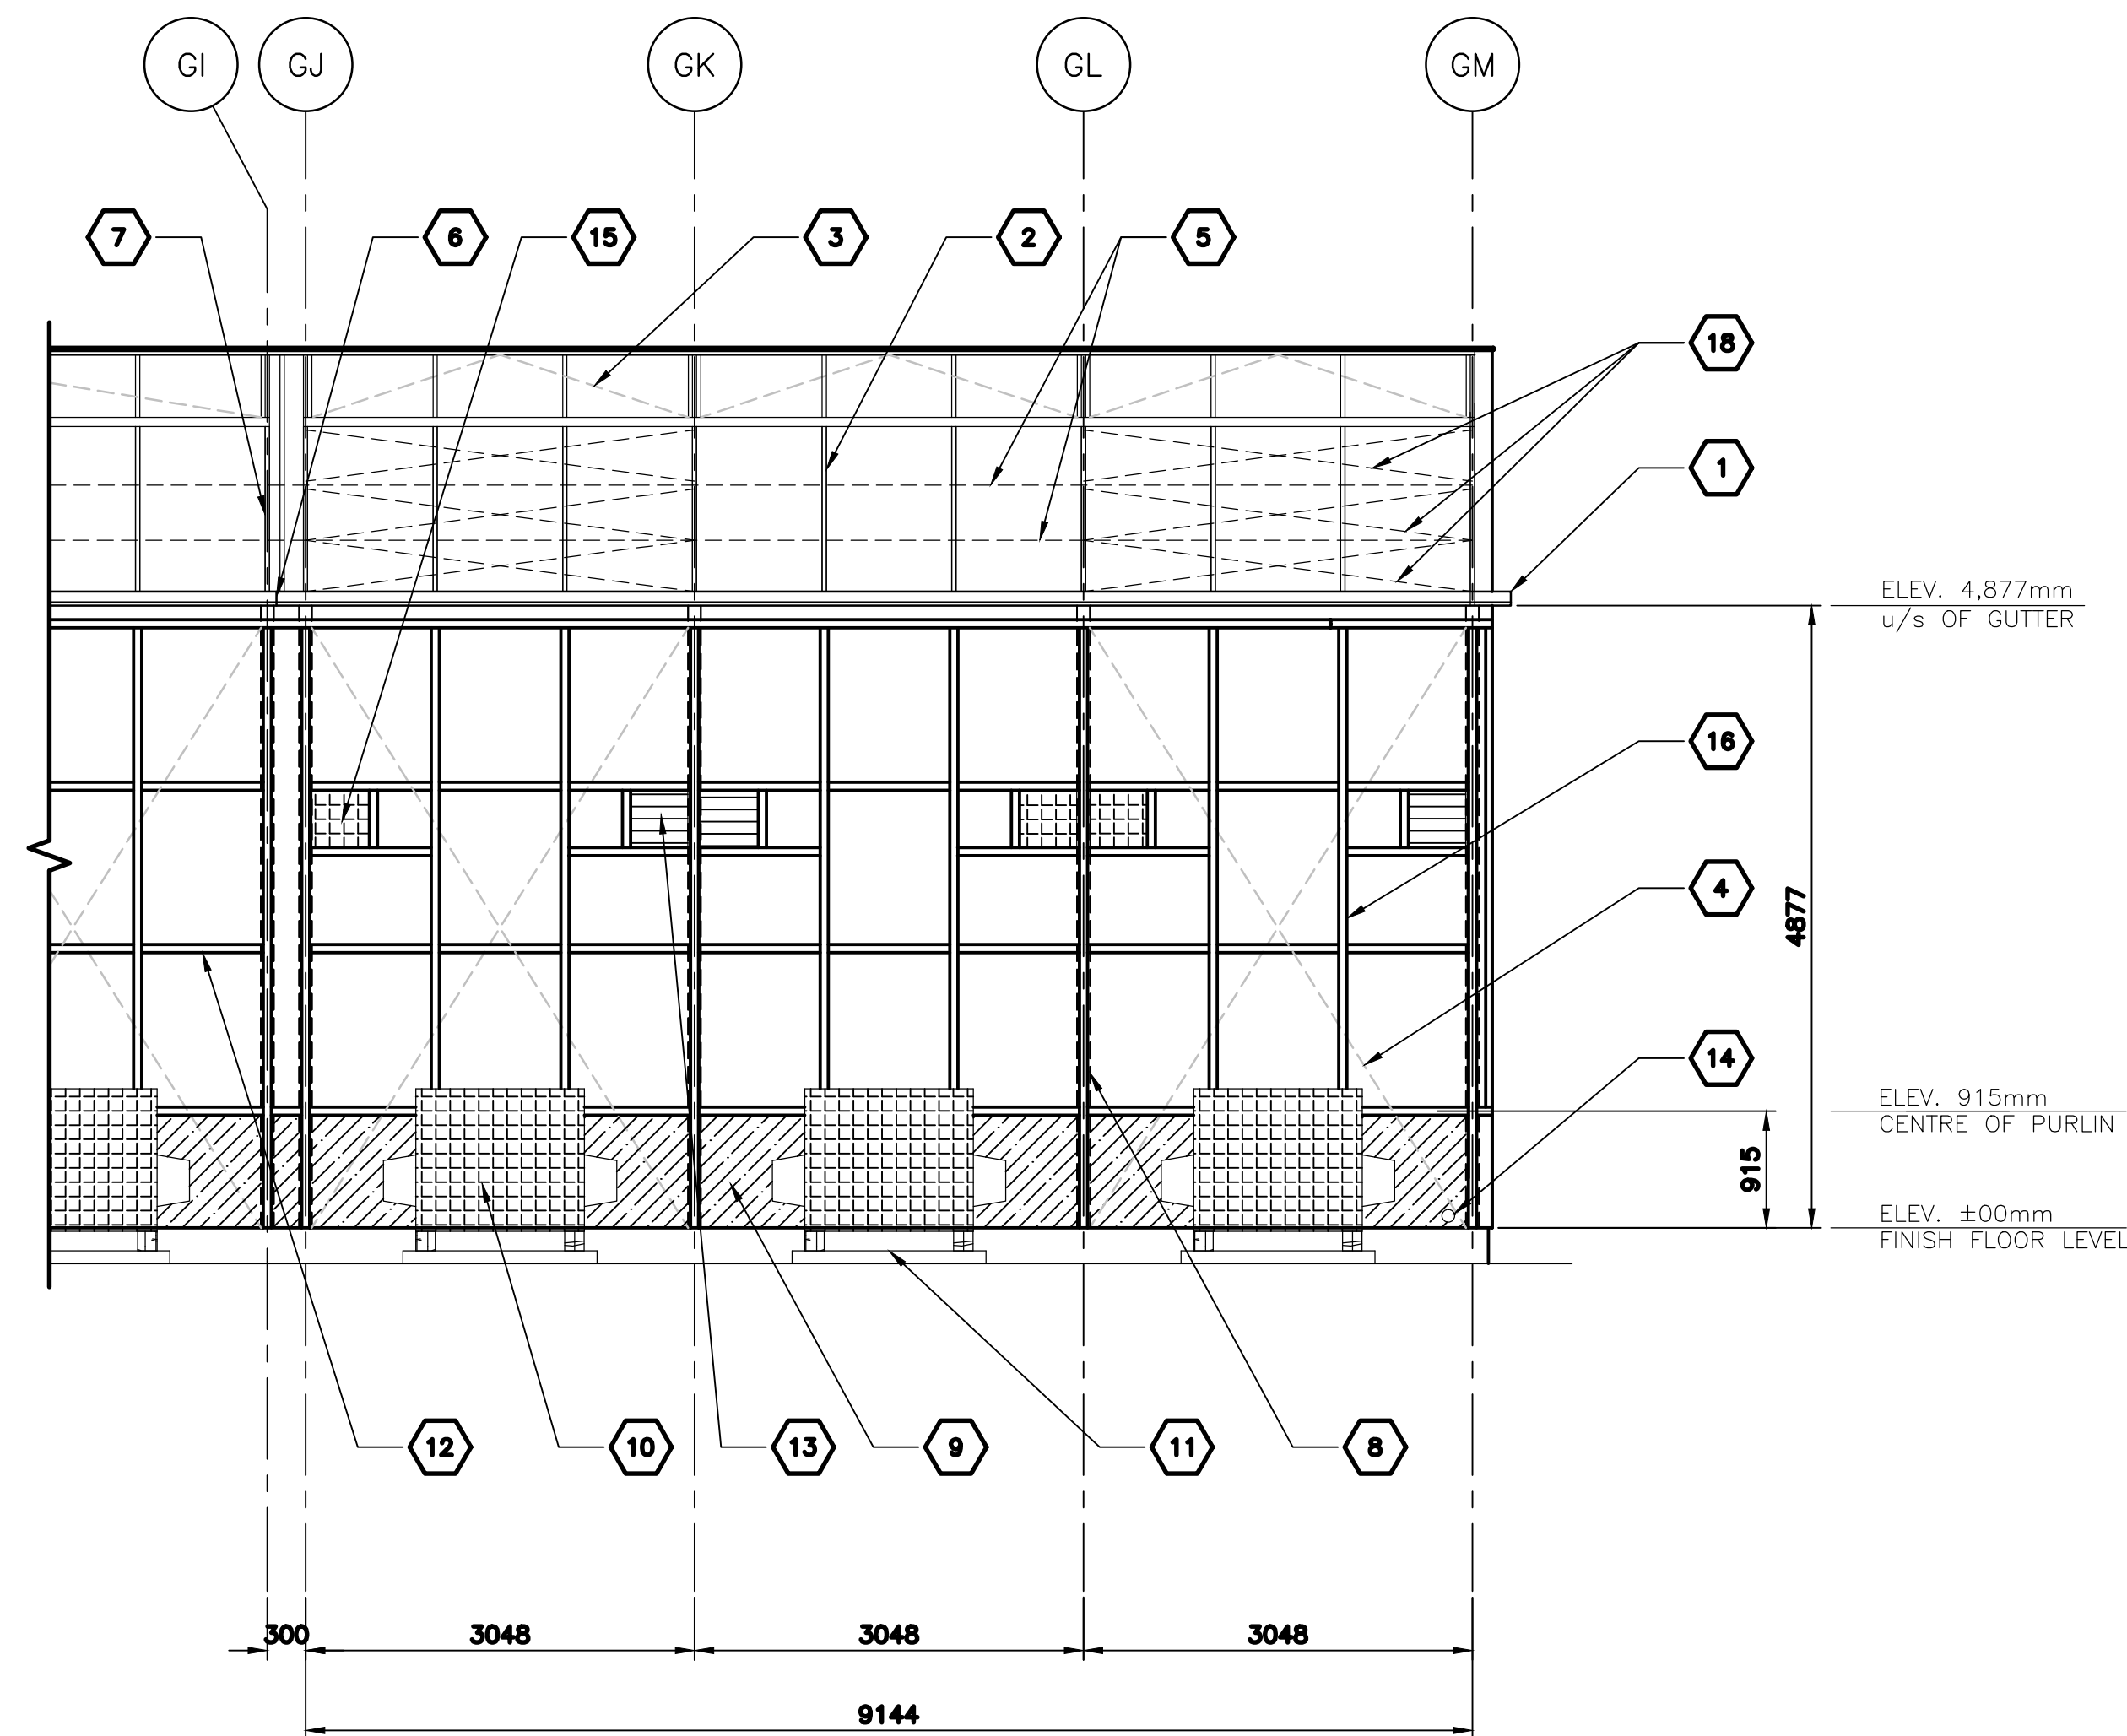 GI GJ GK GL GM
7 6 15 3 2 5
18
1
ELEV. 4,877mm
u/s OF GUTTER
16
4
4877
14
ELEV. 915mm
CENTRE OF PURLIN
915
ELEV. ±00mm
FINISH FLOOR LEVEL
12 10 13 9 11 8
300 3048 3048 3048
9144